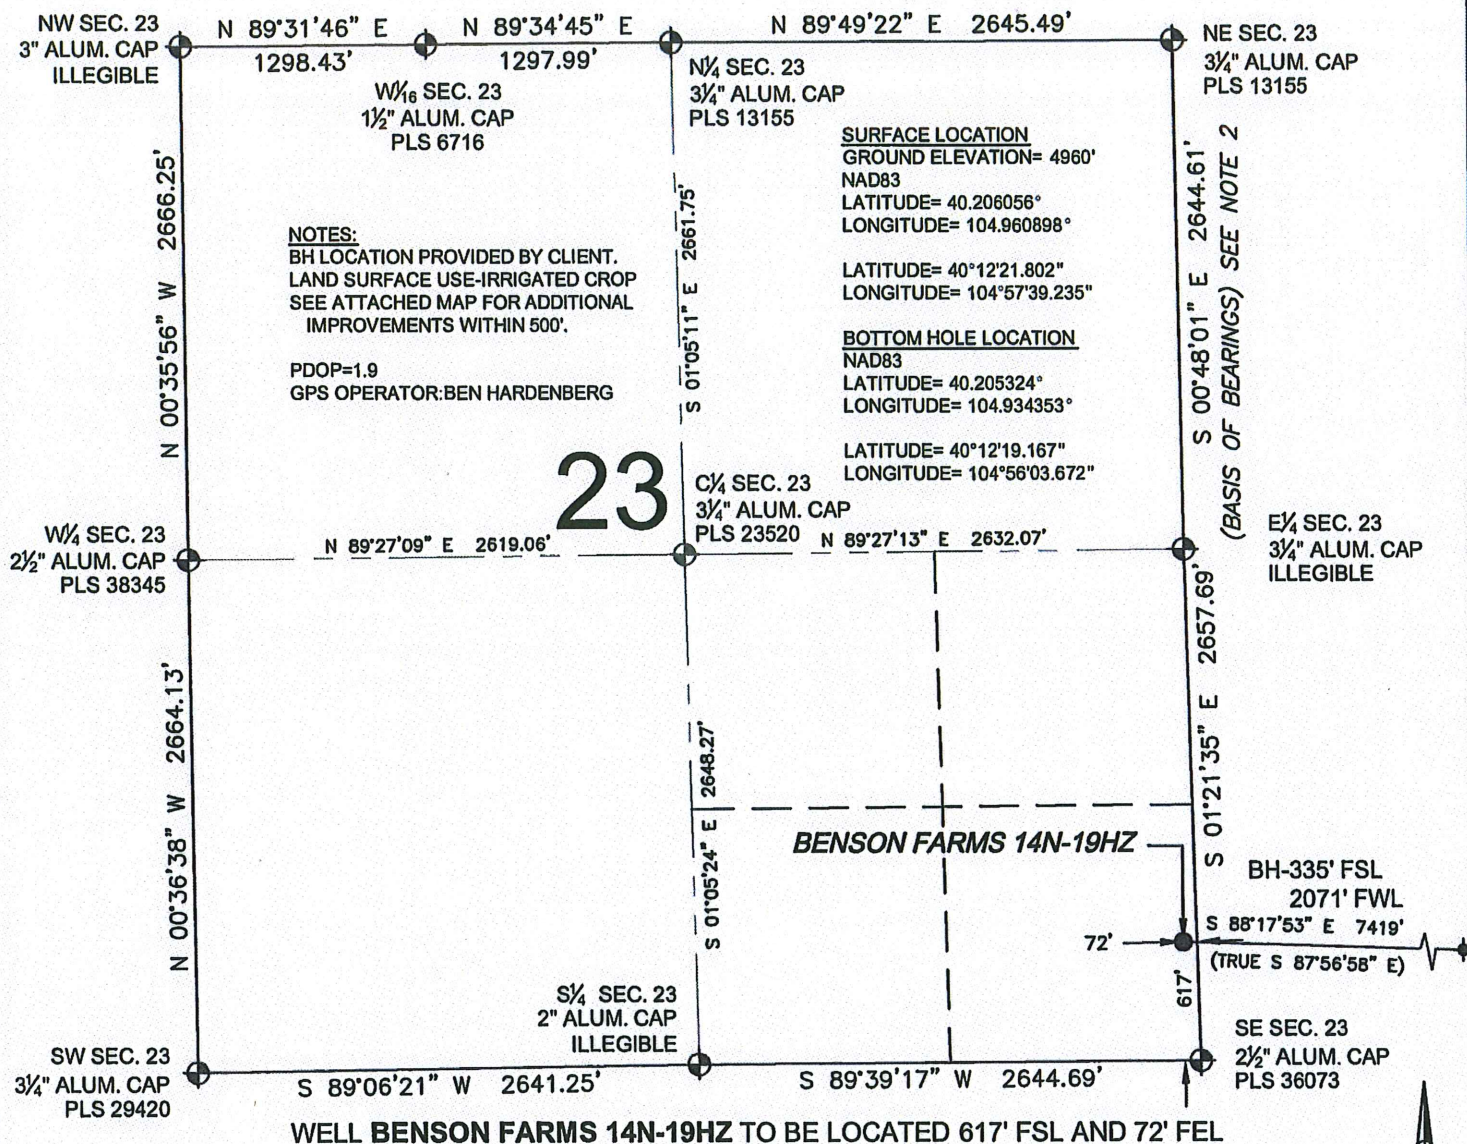 NW SEC. 23
3" ALUM. CAP
ILLEGIBLE
N 89°31'46" E
1298.43'
N 89°34'45" E
1297.99'
N 89°49'22" E 2645.49'
NE SEC. 23
3¼" ALUM. CAP
PLS 13155
W⅟16 SEC. 23
1½" ALUM. CAP
PLS 6716
N¼ SEC. 23
3¼" ALUM. CAP
PLS 13155
SURFACE LOCATION
GROUND ELEVATION= 4960'
NAD83
LATITUDE= 40.206056°
LONGITUDE= 104.960898°
LATITUDE= 40°12'21.802"
LONGITUDE= 104°57'39.235"
BOTTOM HOLE LOCATION
NAD83
LATITUDE= 40.205324°
LONGITUDE= 104.934353°
LATITUDE= 40°12'19.167"
LONGITUDE= 104°56'03.672"
NOTES:
BH LOCATION PROVIDED BY CLIENT.
LAND SURFACE USE-IRRIGATED CROP
SEE ATTACHED MAP FOR ADDITIONAL
IMPROVEMENTS WITHIN 500'.
PDOP=1.9
GPS OPERATOR:BEN HARDENBERG
N 00°35'56" W 2666.25'
S 01°05'11" E 2661.75'
S 00°48'01" E 2644.61'
(BASIS OF BEARINGS) SEE NOTE 2
23
C¼ SEC. 23
3¼" ALUM. CAP
PLS 23520
W¼ SEC. 23
2½" ALUM. CAP
PLS 38345
N 89°27'09" E 2619.06'
N 89°27'13" E 2632.07'
E¼ SEC. 23
3¼" ALUM. CAP
ILLEGIBLE
N 00°36'38" W 2664.13'
S 01°05'24" E 2648.27'
S 01°21'35" E 2657.69'
BENSON FARMS 14N-19HZ
BH-335' FSL
2071' FWL
S 88°17'53" E 7419'
(TRUE S 87°56'58" E)
72'
617'
S¼ SEC. 23
2" ALUM. CAP
ILLEGIBLE
SW SEC. 23
3¼" ALUM. CAP
PLS 29420
S 89°06'21" W 2641.25'
S 89°39'17" W 2644.69'
SE SEC. 23
2½" ALUM. CAP
PLS 36073
WELL BENSON FARMS 14N-19HZ TO BE LOCATED 617' FSL AND 72' FEL